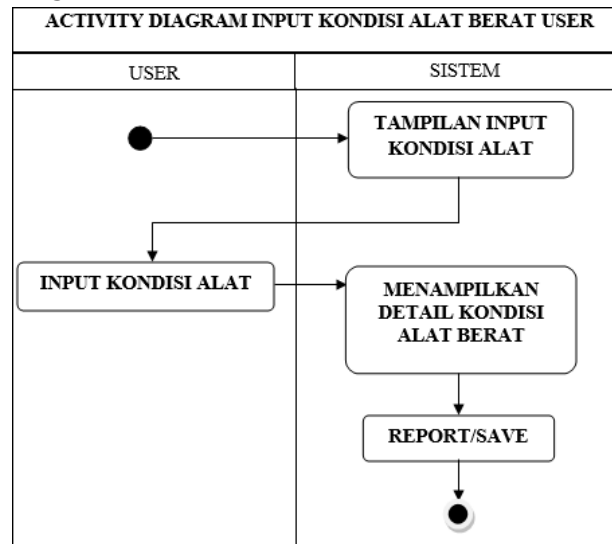 ACTIVITY DIAGRAM INPUT KONDISI ALAT BERAT USER
USER
SISTEM
TAMPILAN INPUT
KONDISI ALAT
INPUT KONDISI ALAT
MENAMPILKAN
DETAIL KONDISI
ALAT BERAT
REPORT/SAVE